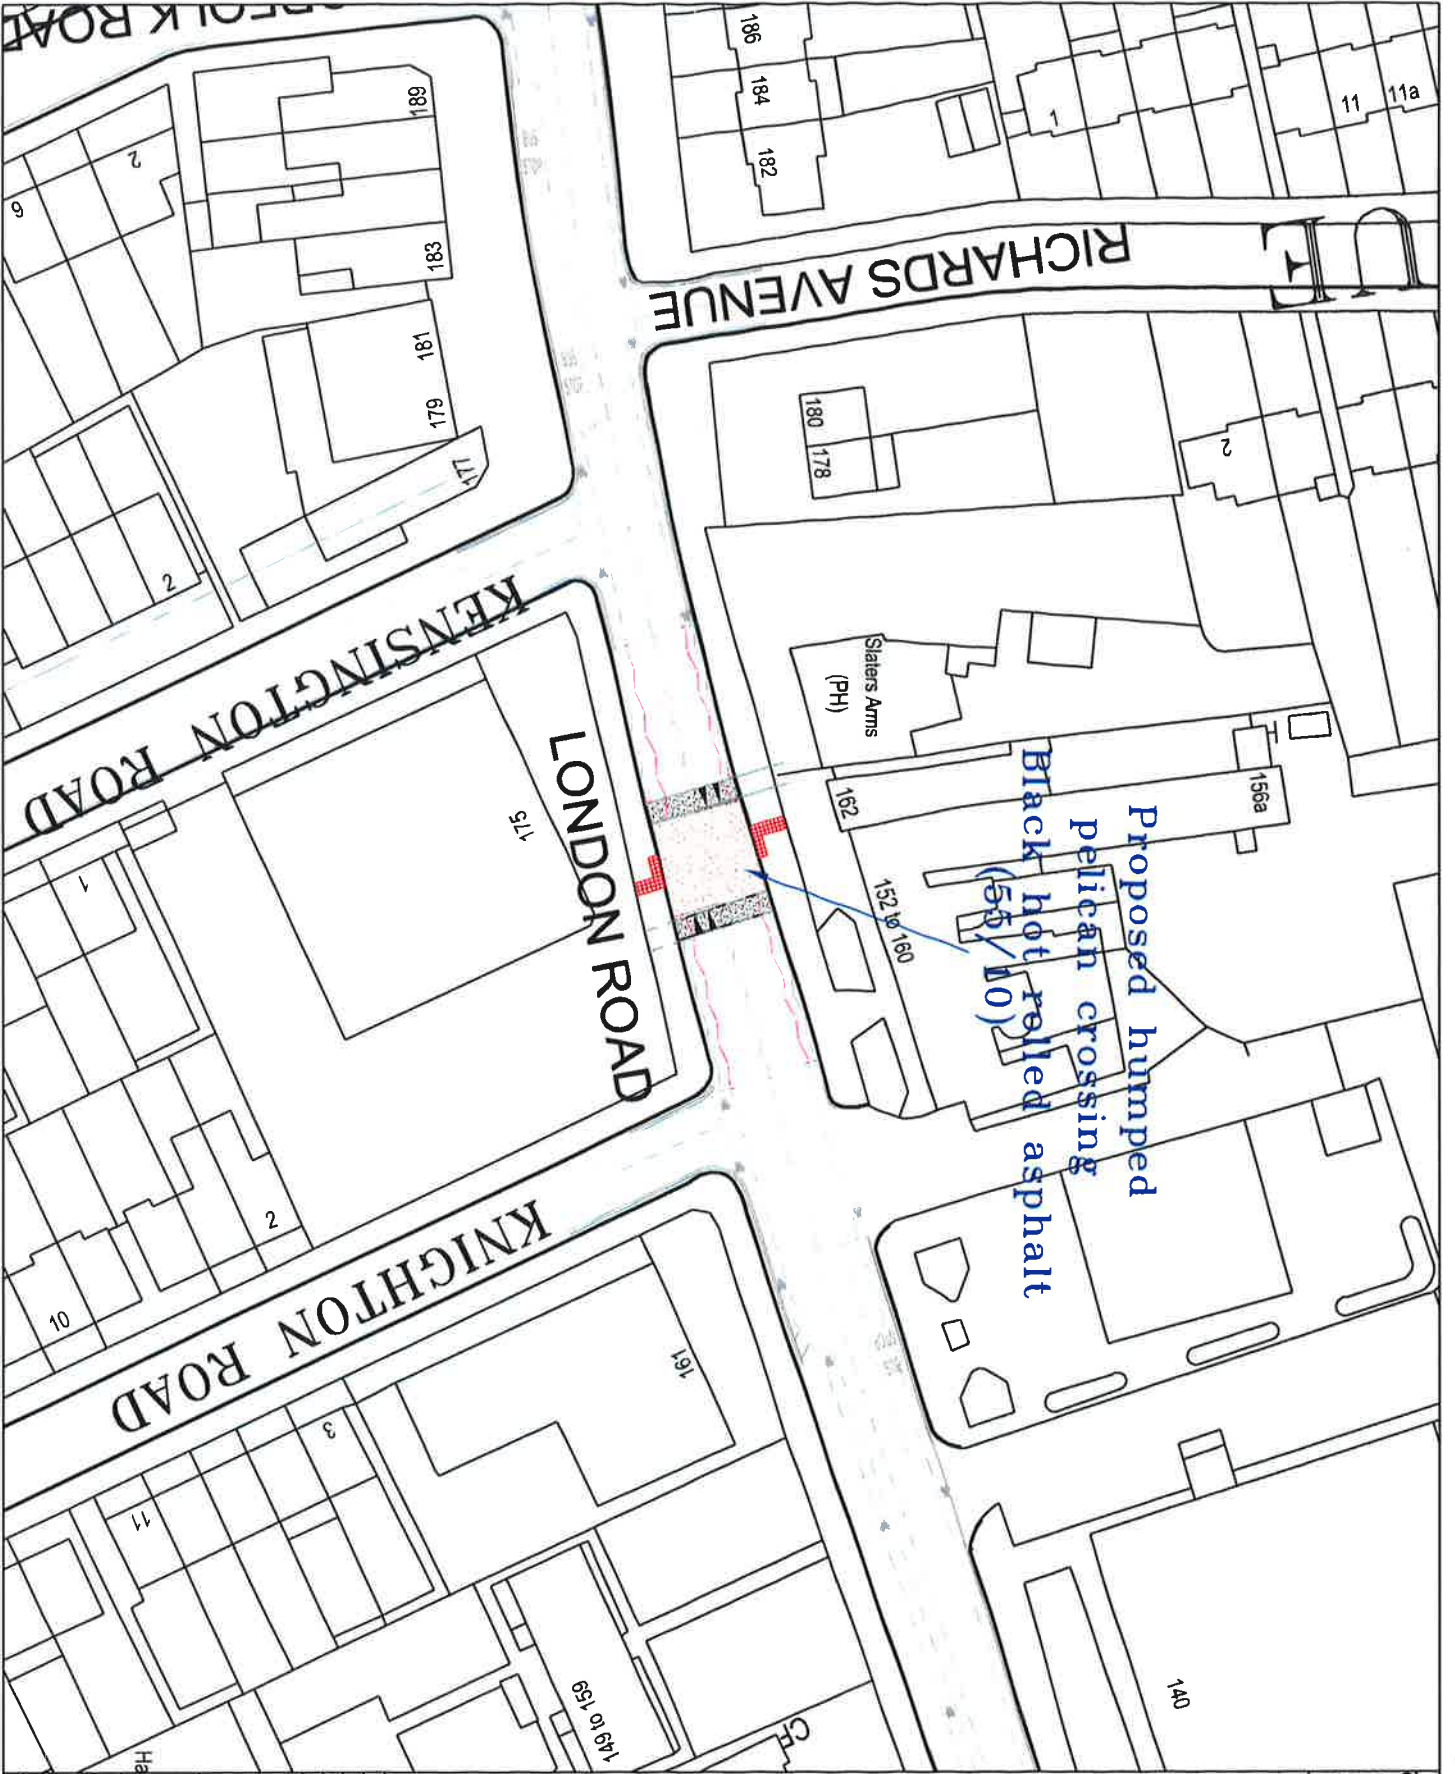 186
184
182
1
11
11a
189
183
181
179
177
2
9
RICHARDS AVENUE
180
178
2
2
KENSINGTON ROAD
Slaters Arms
(PH)
162
156a
152 to 160
Proposed humped
pelican crossing
Black hot rolled asphalt
(55/10)
LONDON ROAD
175
1
2
10
KNIGHTON ROAD
161
3
11
149 to 159
140
Ha